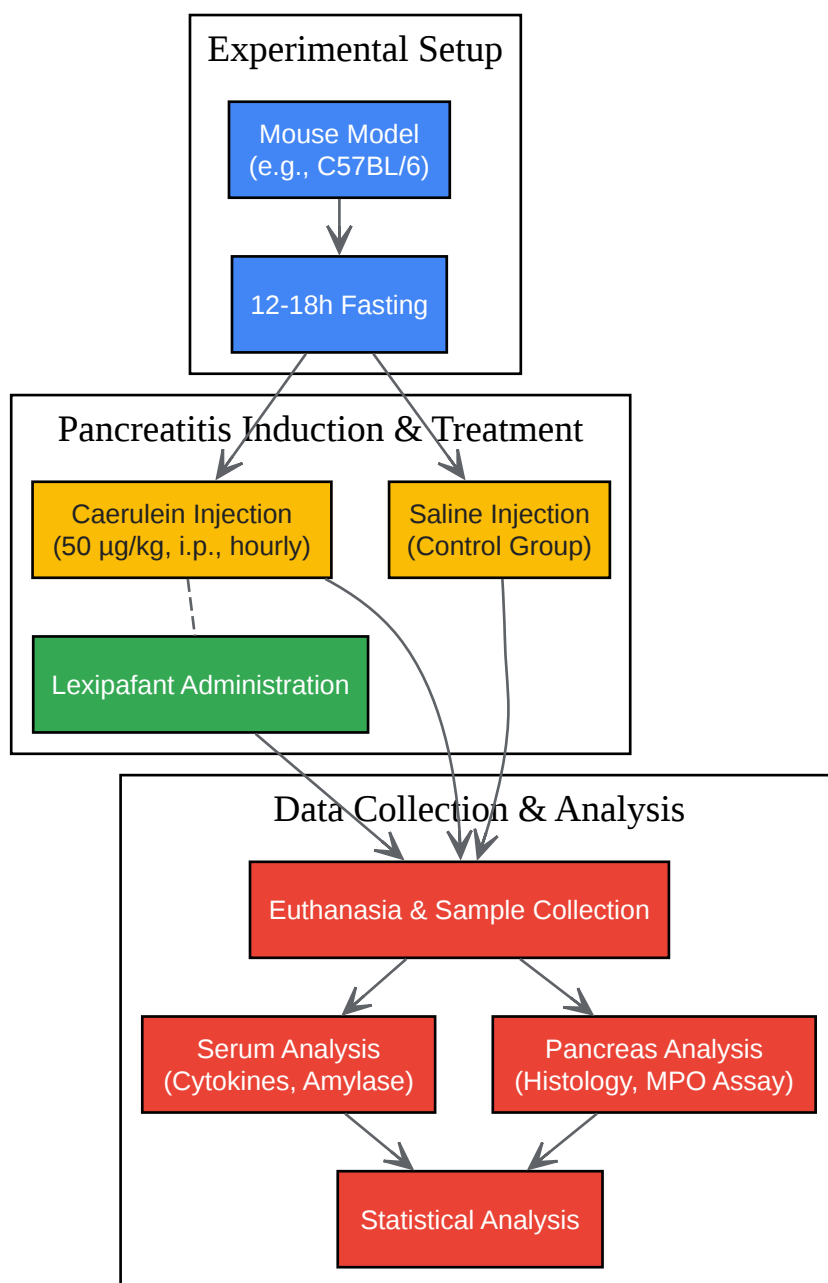 Experimental Setup
Mouse Model
(e.g., C57BL/6)
12-18h Fasting
Pancreatitis Induction & Treatment
Caerulein Injection
(50 µg/kg, i.p., hourly)
Saline Injection
(Control Group)
Lexipafant Administration
Data Collection & Analysis
Euthanasia & Sample Collection
Serum Analysis
(Cytokines, Amylase)
Pancreas Analysis
(Histology, MPO Assay)
Statistical Analysis